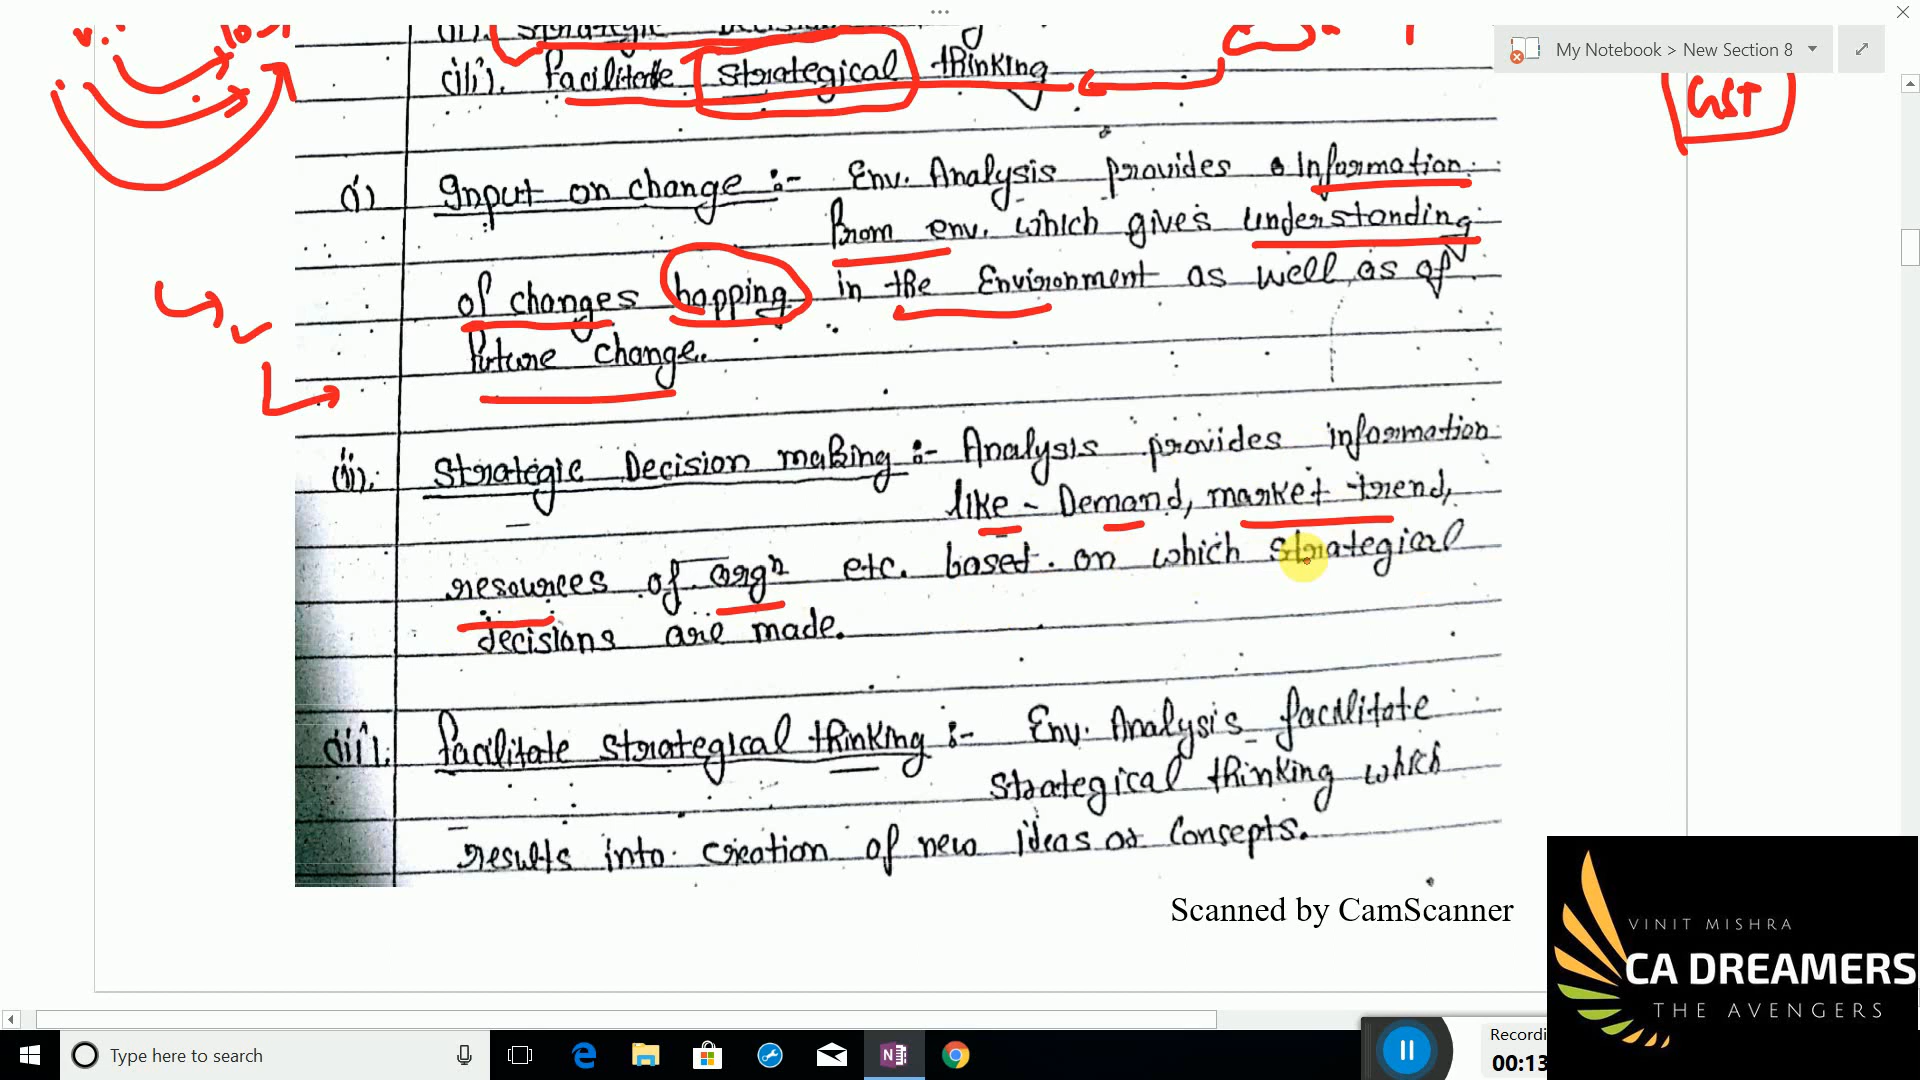 My Notebook > New Section 8
(ii). Strategic Decision
(iii). facilitate strategical thinking
GST
(i) Input on change :- Env. Analysis provides Information
from env. which gives understanding
of changes happing in the Environment as well as of
future change.
(ii). Strategic Decision making :- Analysis provides information
like - Demand, market trend,
resources of orgn etc. based on which strategical
decisions are made.
(iii). facilitate strategical thinking :- Env. Analysis facilitate
strategical thinking which
results into creation of new ideas or concepts.
Scanned by CamScanner
VINIT MISHRA
CA DREAMERS
THE AVENGERS
Type here to search
Recordi
00:13